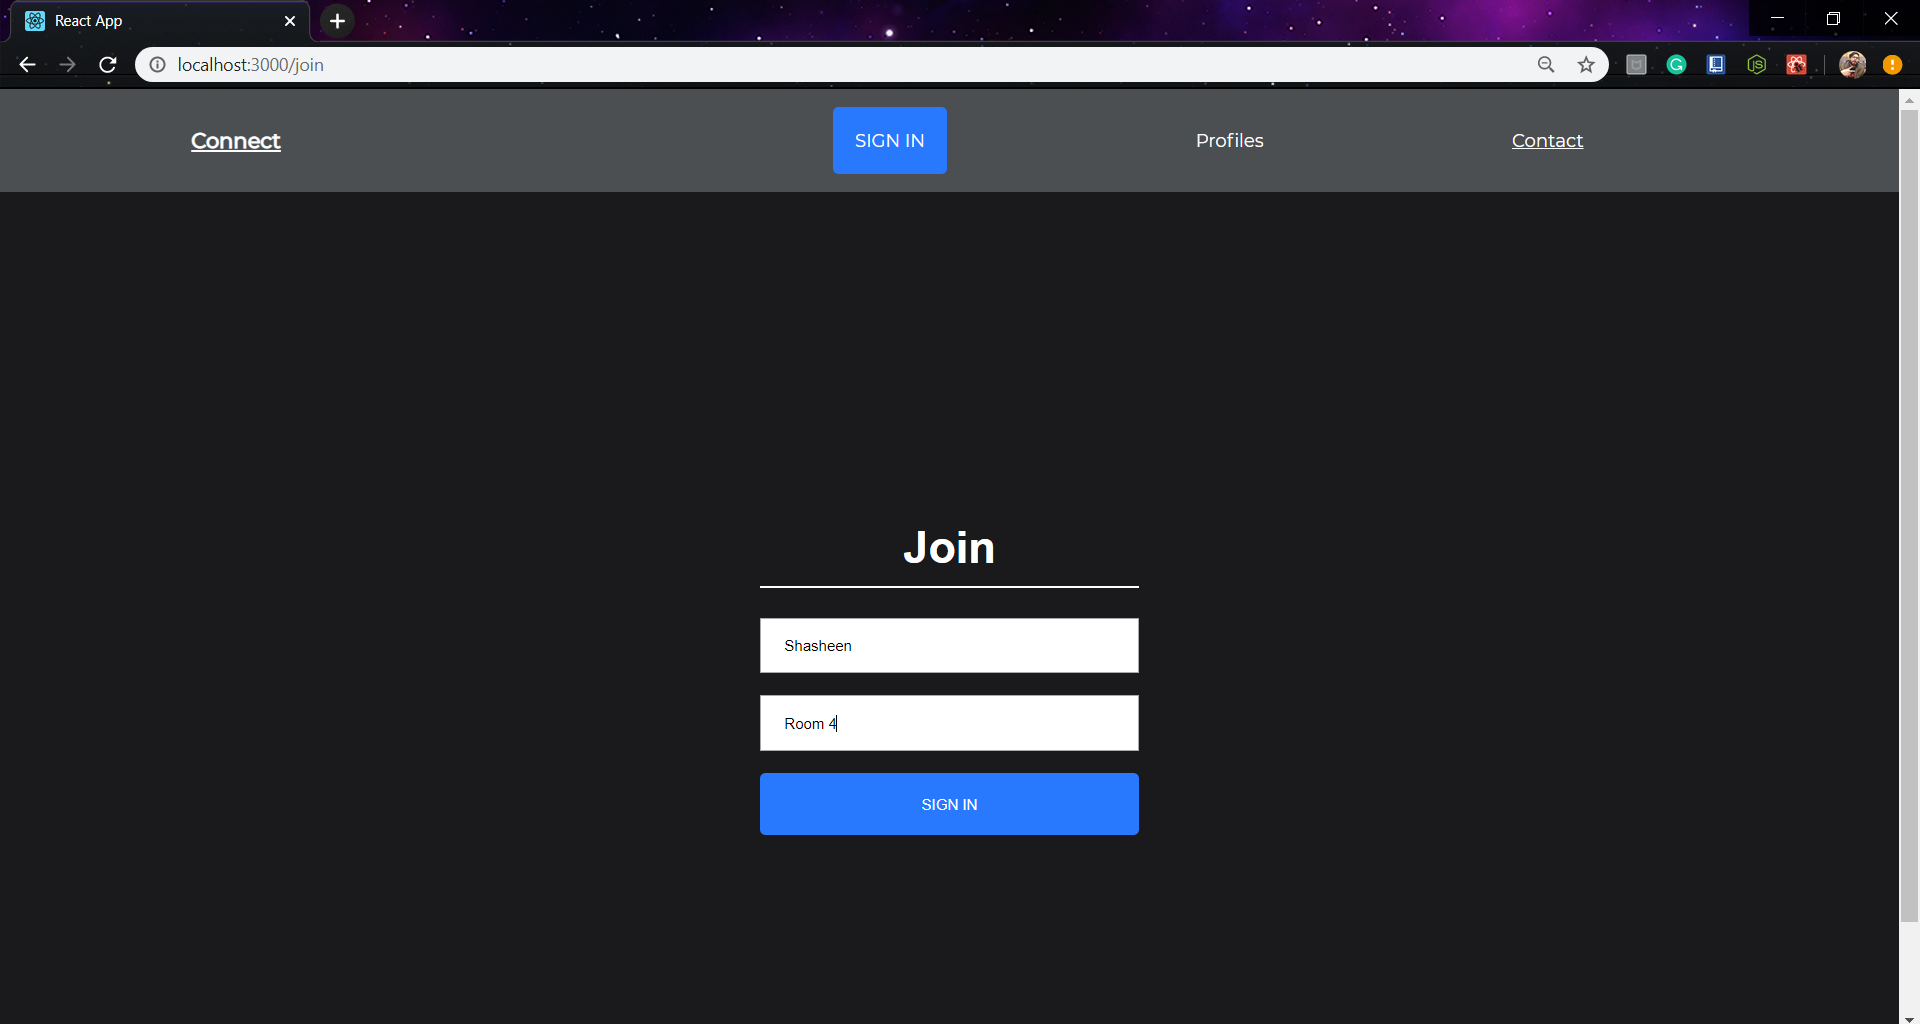 React App
localhost:3000/join
Connect
SIGN IN
Profiles
Contact
Join
Shasheen
Room 4
SIGN IN